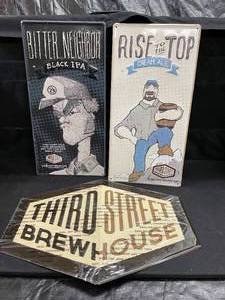 BITTER NEIGHBOR
BLACK IPA
RISE TO THE TOP
CREAM ALE
THIRD STREET
BREWHOUSE